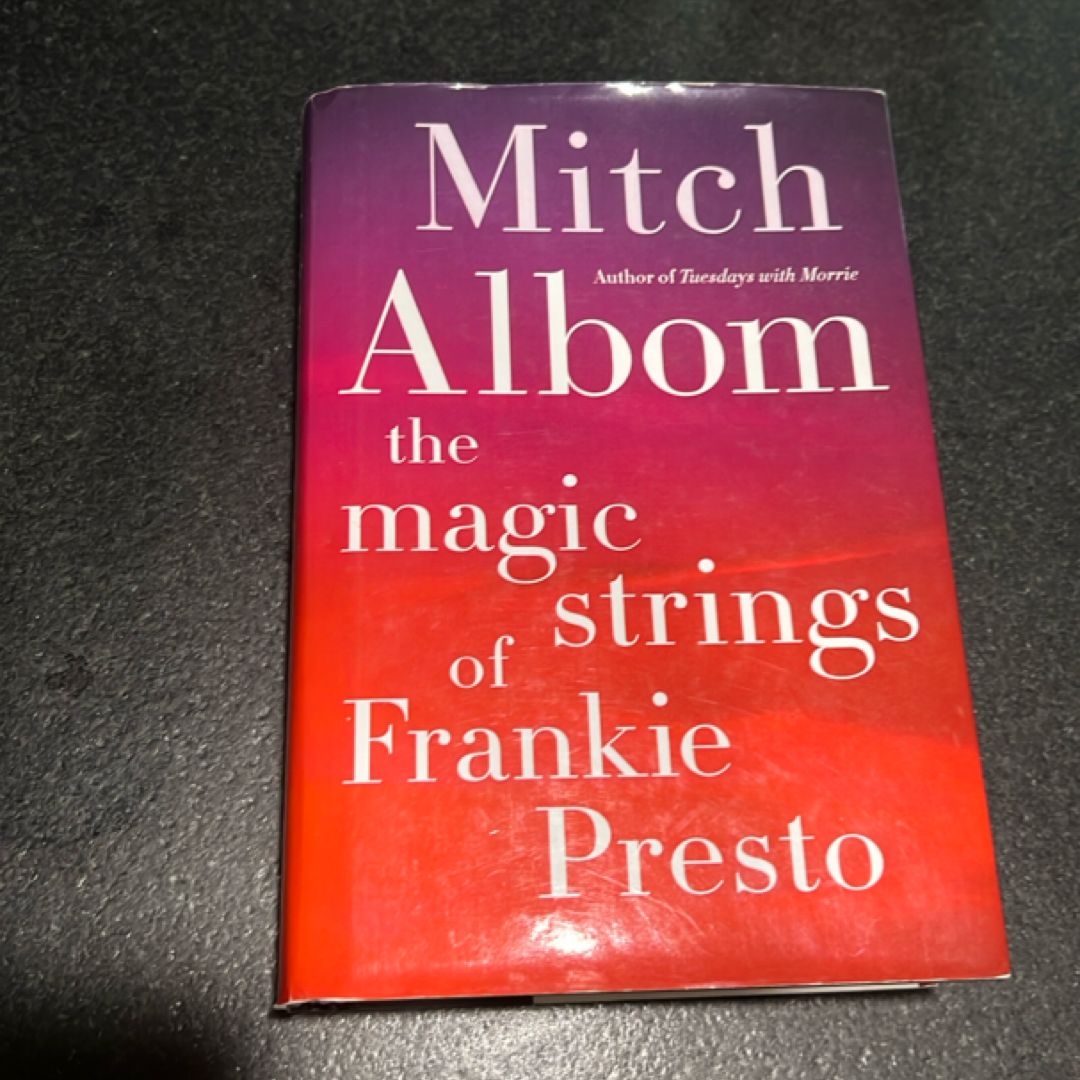 Mitch
Author of Tuesdays with Morrie
Albom
the
magic
strings
of
Frankie
Presto